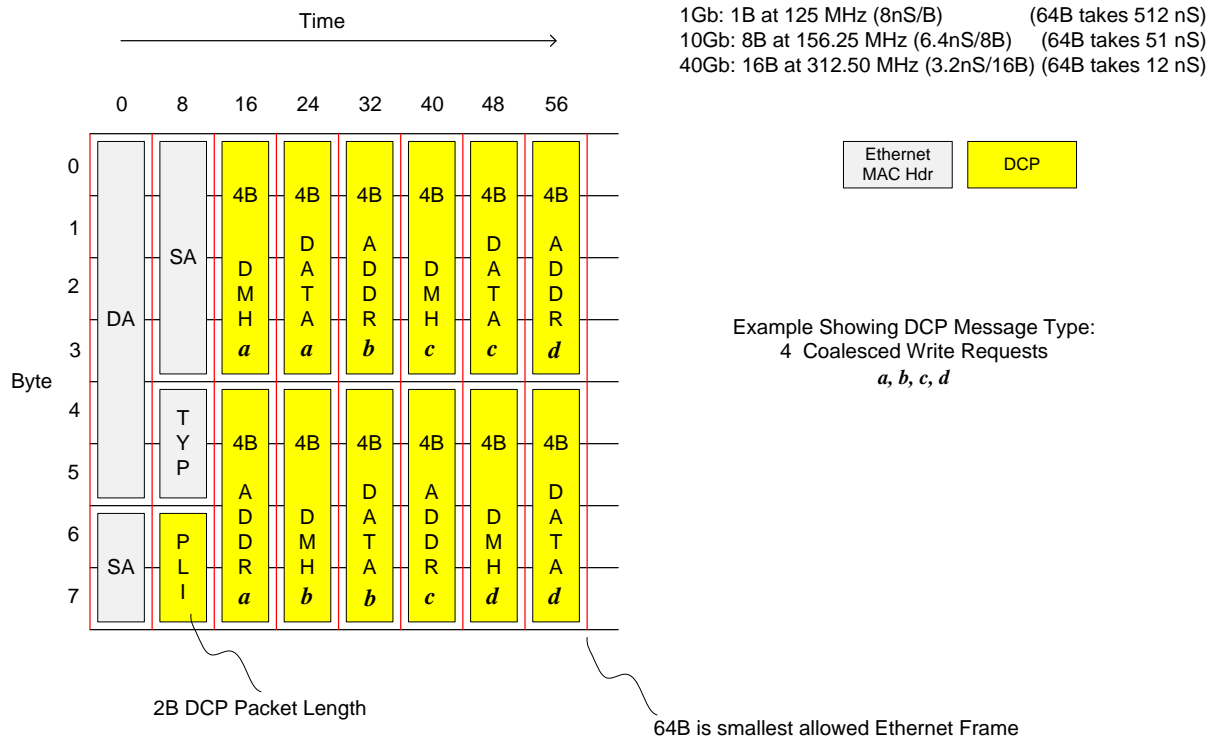 Time
1Gb: 1B at 125 MHz (8nS/B) (64B takes 512 nS)
10Gb: 8B at 156.25 MHz (6.4nS/8B) (64B takes 51 nS)
40Gb: 16B at 312.50 MHz (3.2nS/16B) (64B takes 12 nS)
0 8 16 24 32 40 48 56
Ethernet
MAC Hdr
DCP
Byte
0
1
2
3
4
5
6
7
DA
SA
SA
TYP
PLI
4B DMH a
4B ADDR a
4B DATA a
4B DMH b
4B ADDR b
4B DATA b
4B DMH c
4B ADDR c
4B DATA c
4B DMH d
4B ADDR d
4B DATA d
Example Showing DCP Message Type:
4 Coalesced Write Requests
a, b, c, d
2B DCP Packet Length
64B is smallest allowed Ethernet Frame